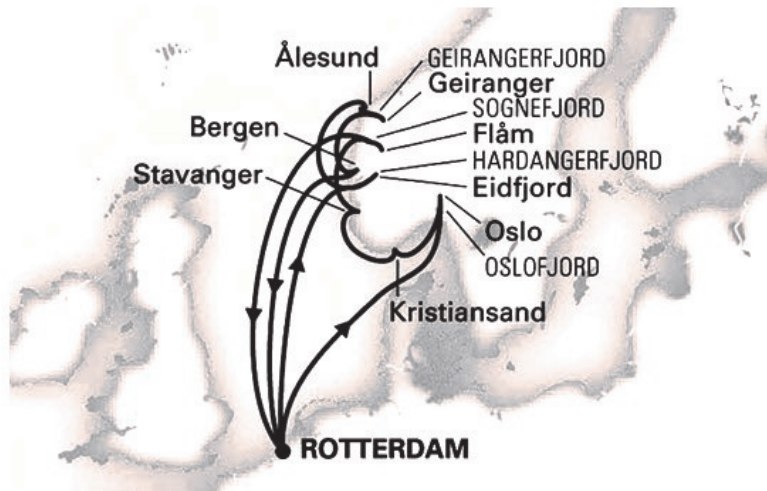 Ålesund
GEIRANGERFJORD
Geiranger
SOGNEFJORD
Bergen
Flåm
HARDANGERFJORD
Stavanger
Eidfjord
Oslo
OSLOFJORD
Kristiansand
ROTTERDAM